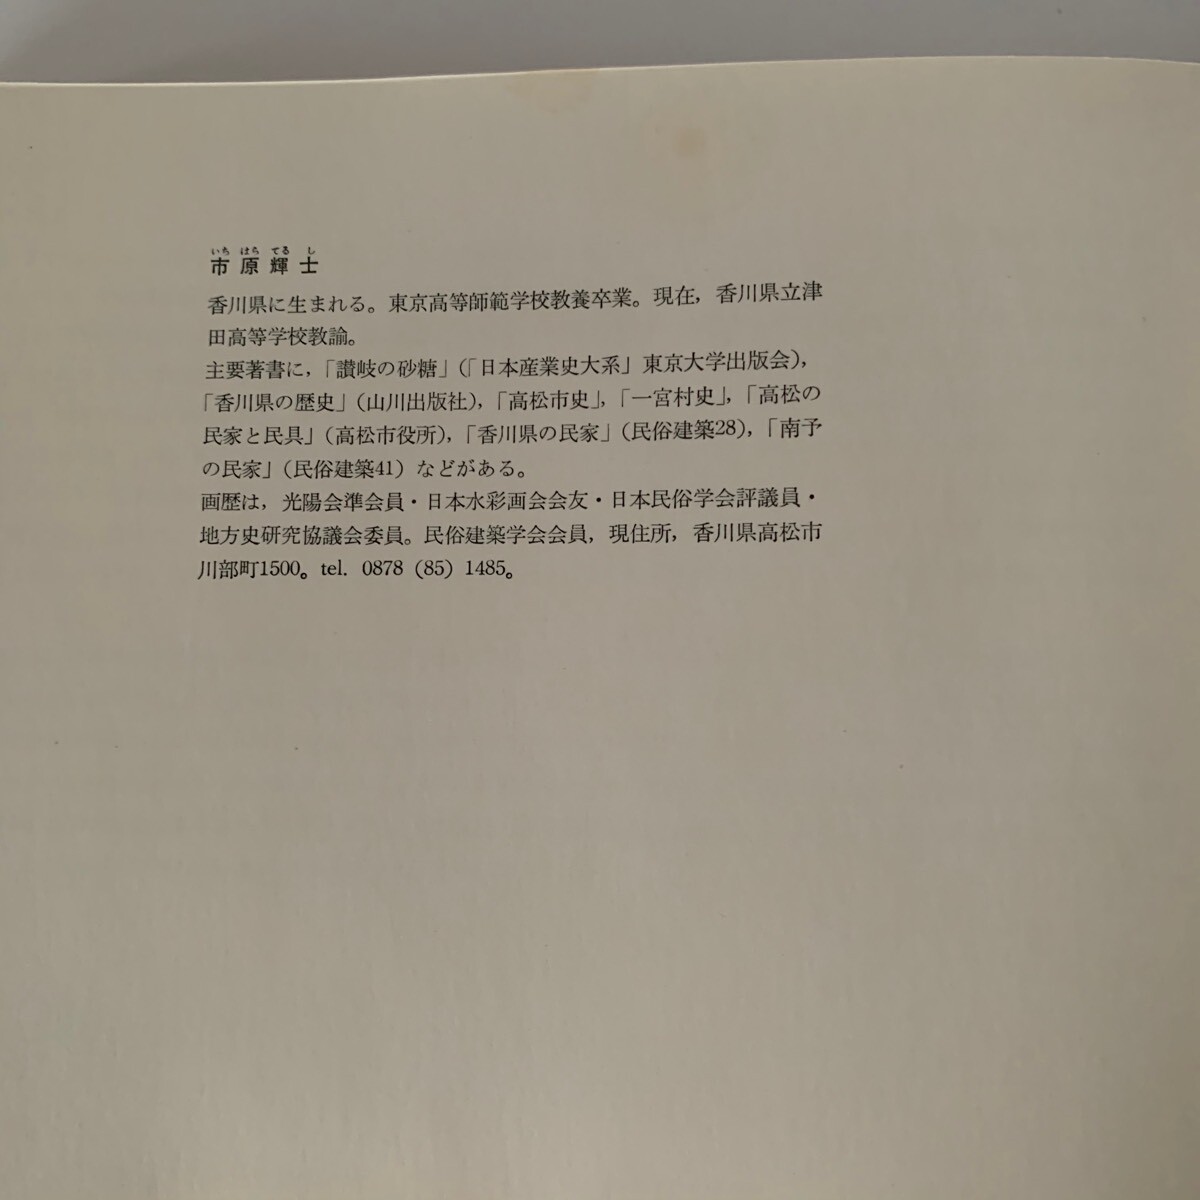 いち はら てる し
市原輝士
香川県に生まれる。東京高等師範学校教養卒業。現在，香川県立津
田高等学校教諭。
主要著書に，「讃岐の砂糖」（「日本産業史大系」東京大学出版会），
「香川県の歴史」（山川出版社），「高松市史」，「一宮村史」，「高松の
民家と民具」（高松市役所），「香川県の民家」（民俗建築28），「南予
の民家」（民俗建築41）などがある。
画歴は，光陽会準会員・日本水彩画会会友・日本民俗学会評議員・
地方史研究協議会委員。民俗建築学会会員，現住所，香川県高松市
川部町1500。tel. 0878 (85) 1485。